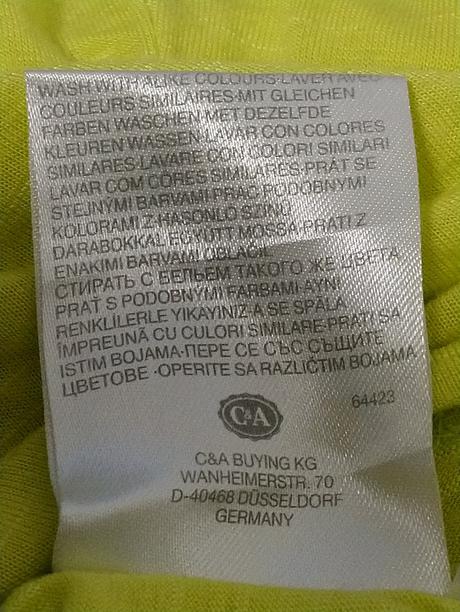 WASH WITH ALIKE COLOURS·LAVER AVEC
COULEURS SIMILAIRES·MIT GLEICHEN
FARBEN WASCHEN·MET DEZELFDE
KLEUREN WASSEN·LAVAR CON COLORES
SIMILARES·LAVARE CON COLORI SIMILARI
LAVAR COM CORES SIMILARES·PRÁT SE
STEJNÝMI BARVAMI·PRAĆ PODOBNYMI
KOLORAMI Z·HASONLÓ SZÍNŰ
DARABOKKAL EGYÜTT MOSSA·PRATI Z
ENAKIMI BARVAMI OBLAČIL
СТИРАТЬ С БЕЛЬЕМ ТАКОГО ЖЕ ЦВЕТА
PRAŤ S PODOBNÝMI FARBAMI·AYNI
RENKLİLERLE YIKAYINIZ·A SE SPĂLA
ÎMPREUNĂ CU CULORI SIMILARE·PRATI SA
ISTIM BOJAMA·ПЕРЕ СЕ СЪС СЪЩИТЕ
ЦВЕТОВЕ ·OPERITE SA RAZLIČTIM BOJAMA
64423
C&A
C&A BUYING KG
WANHEIMERSTR. 70
D-40468 DÜSSELDORF
GERMANY